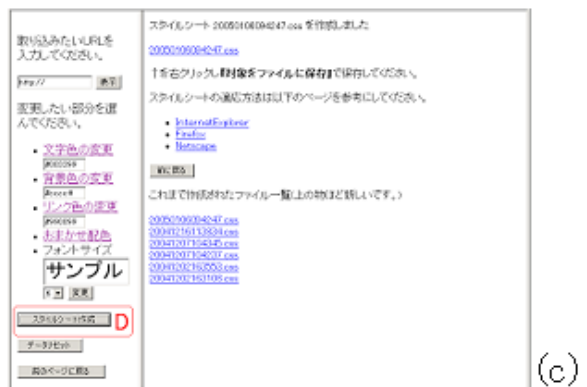 取り込みたいURLを
入力してください。
http://
表示
変更したい部分を選
んでください。
文字色の変更
背景色の変更
リンク色の変更
おまかせ配色
フォントサイズ
サンプル
変更
スタイルシート作成
D
データリセット
前のページに戻る
スタイルシート 20050106094247.css を作成しました
20050106094247.css
↑を右クリックし『対象をファイルに保存』で保存してください。
スタイルシートの適応方法は以下のページを参考にしてください。
InternetExplorer
Firefox
Netscape
前に戻る
これまで作成されたファイル一覧(上の物ほど新しいです。)
20050106094247.css
20041216113834.css
20041207104345.css
20041207104237.css
20041202163553.css
20041202163106.css
(c)